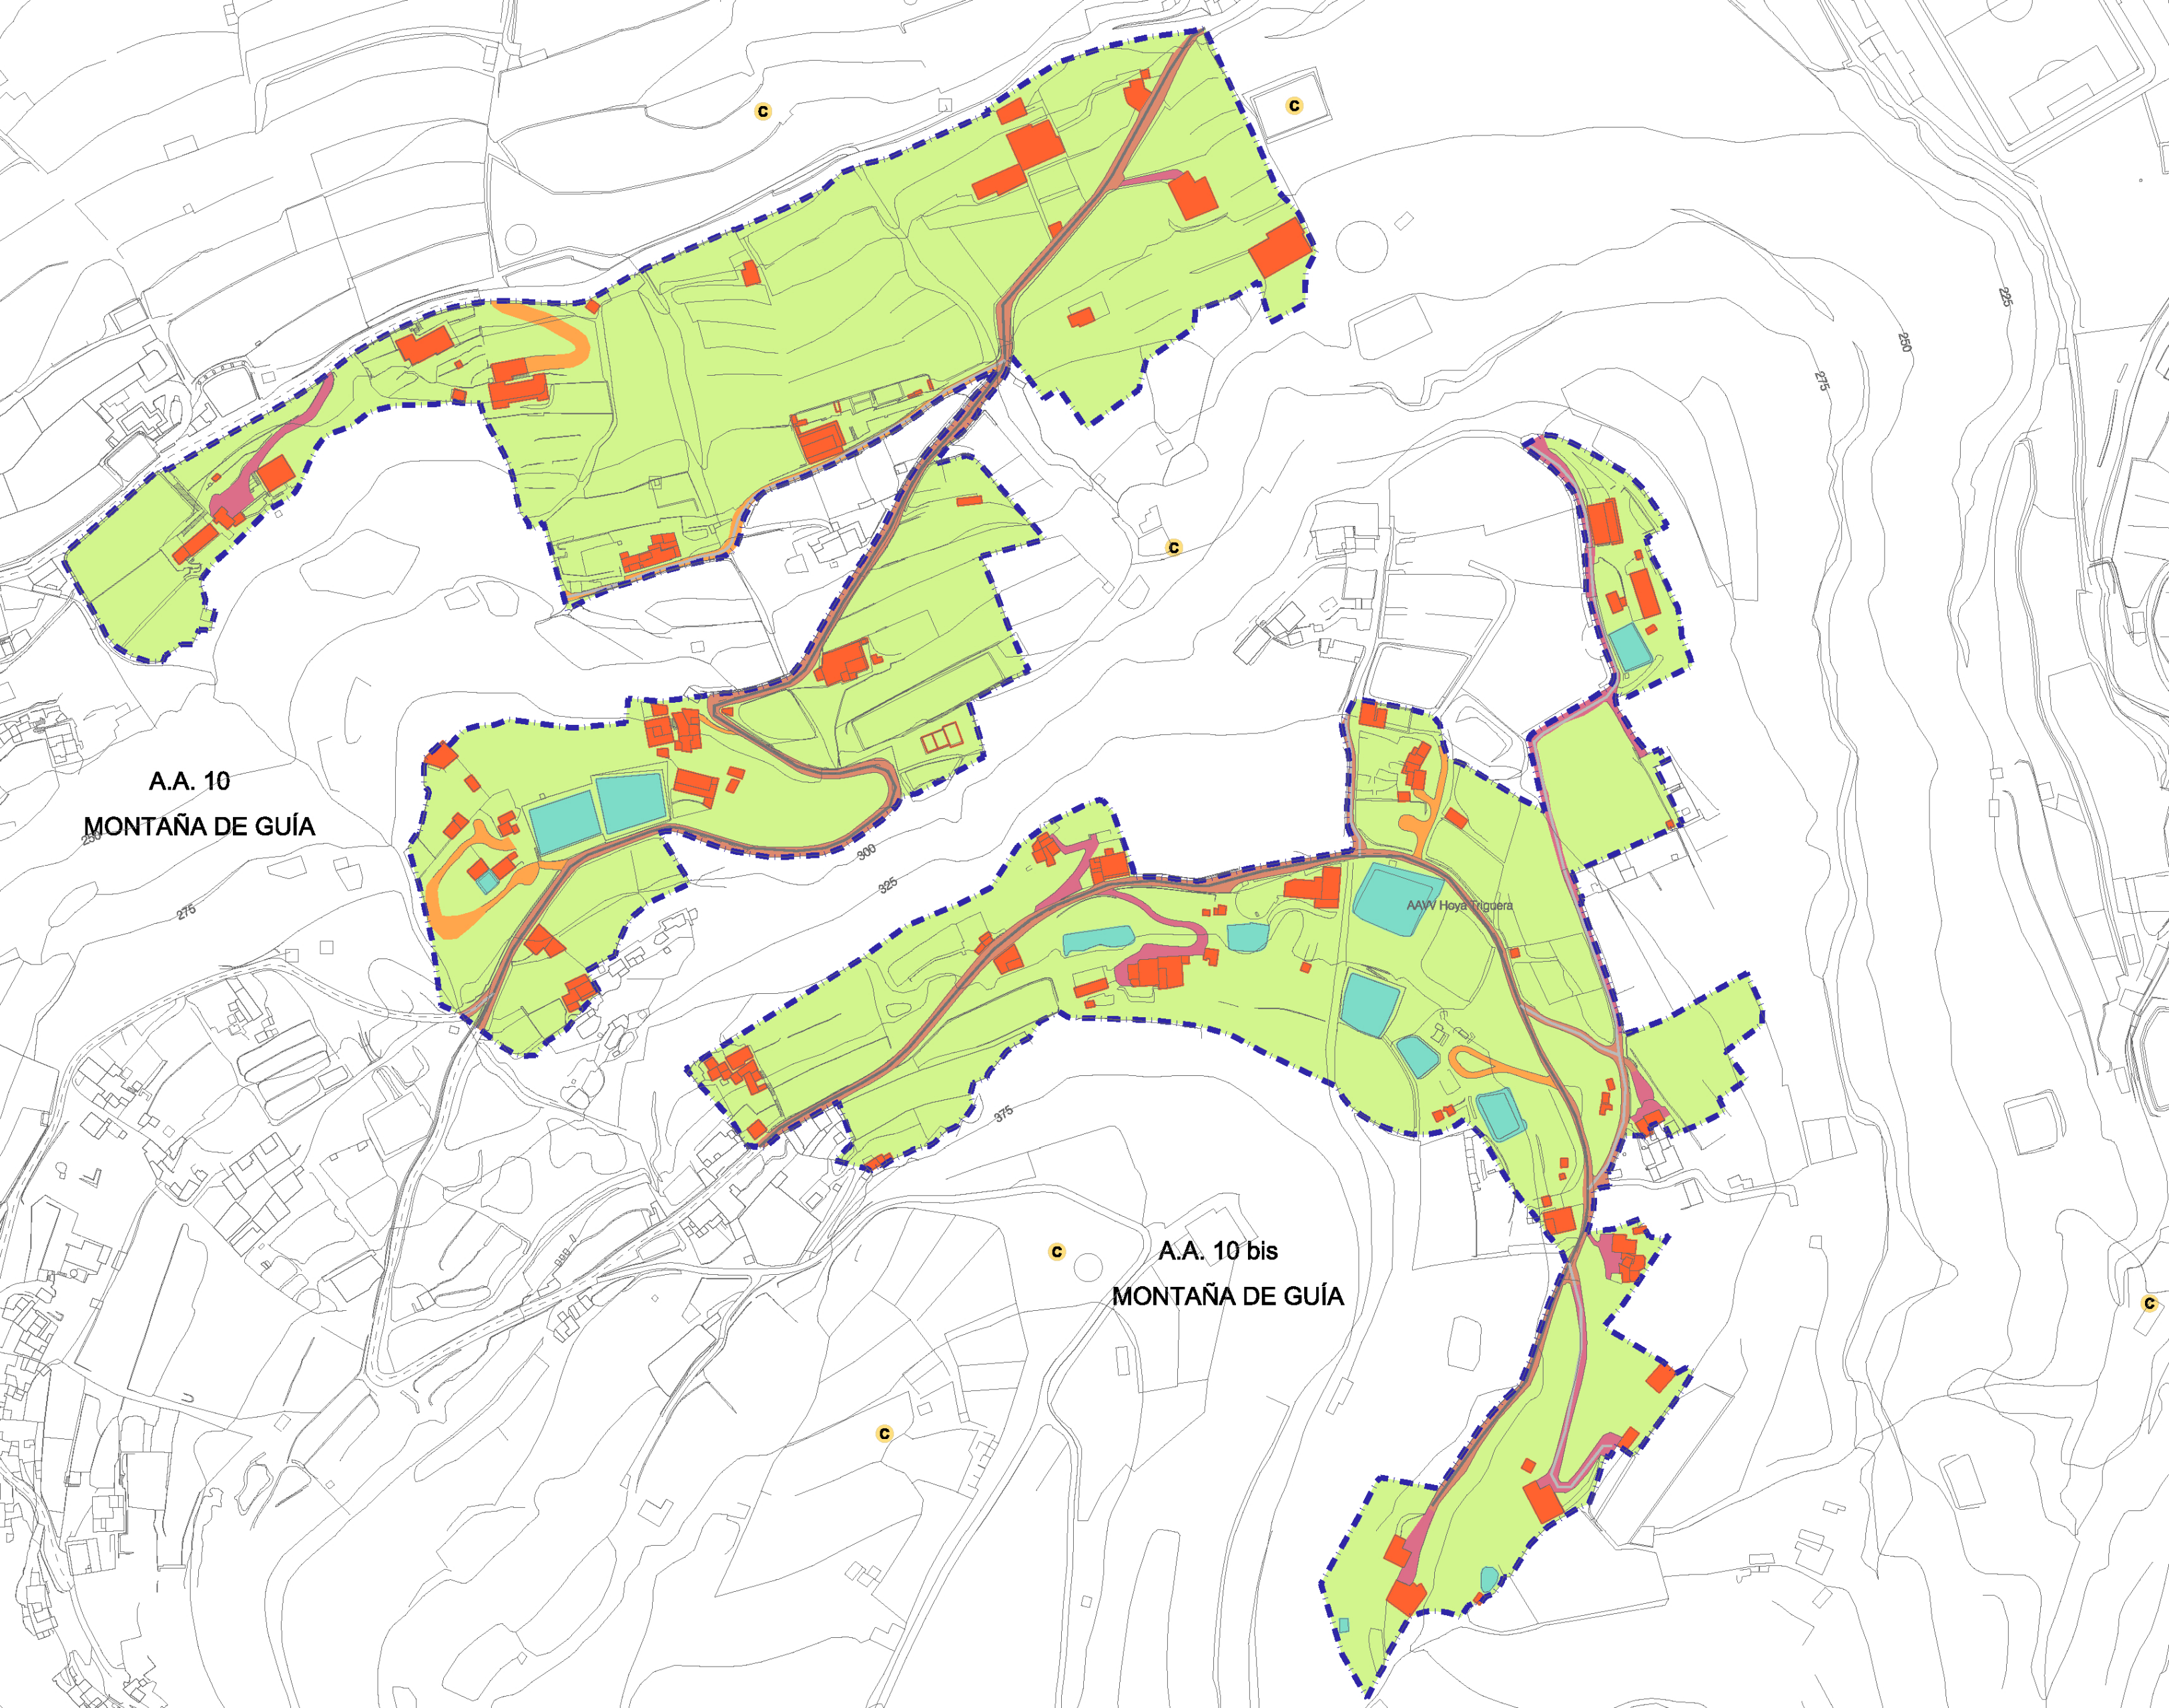 C
C
225
250
275
C
A.A. 10
MONTAÑA DE GUÍA
250
300
325
275
AAVV Hoya Triguera
375
C
A.A. 10 bis
MONTAÑA DE GUÍA
C
C